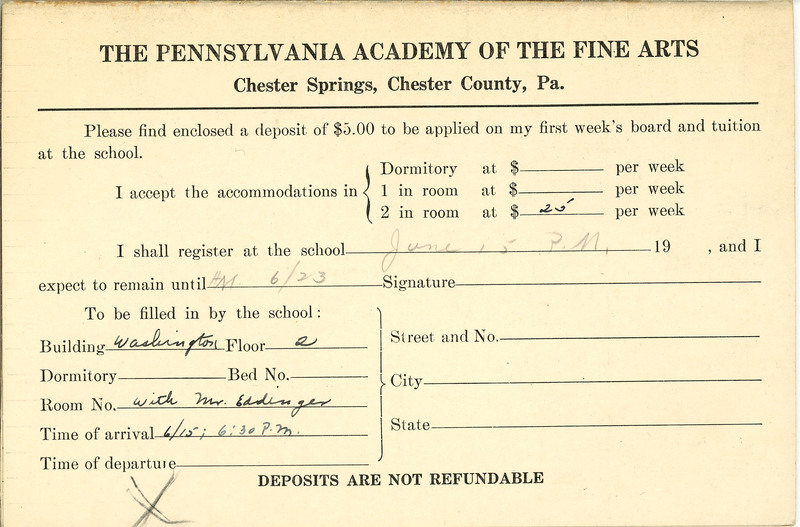 THE PENNSYLVANIA ACADEMY OF THE FINE ARTS
Chester Springs, Chester County, Pa.
Please find enclosed a deposit of $5.00 to be applied on my first week's board and tuition
at the school.
I accept the accommodations in
Dormitory at $ per week
1 in room at $ per week
2 in room at $ 25 per week
I shall register at the school June 15 P.M. 19 , and I
expect to remain until AM. 6/23 Signature
To be filled in by the school:
Building Washington Floor 2
Dormitory Bed No.
Room No. with Mr. Eddinger
Time of arrival 6/15; 6:30 P.M.
Time of departure
Street and No.
City
State
DEPOSITS ARE NOT REFUNDABLE